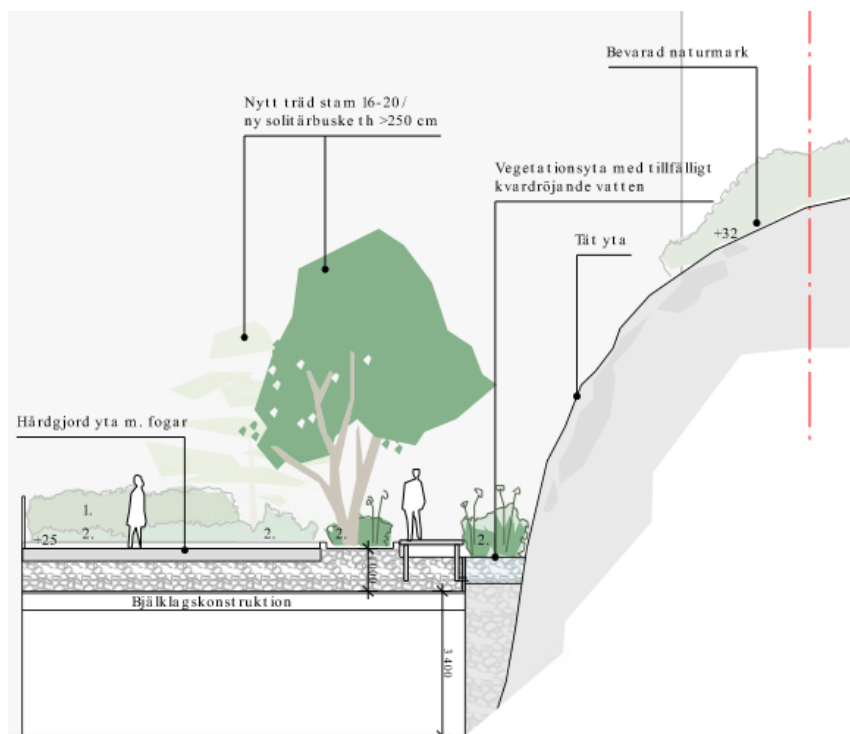 Bevarad naturmark
Nytt träd stam 16-20/
ny solitärbuske th >250 cm
Vegetationsyta med tillfälligt
kvardröjande vatten
+32
Tät yta
Hårdgjord yta m. fogar
1.
+25
2.
2.
2.
2.
1000
Bjälklagskonstruktion
3 400